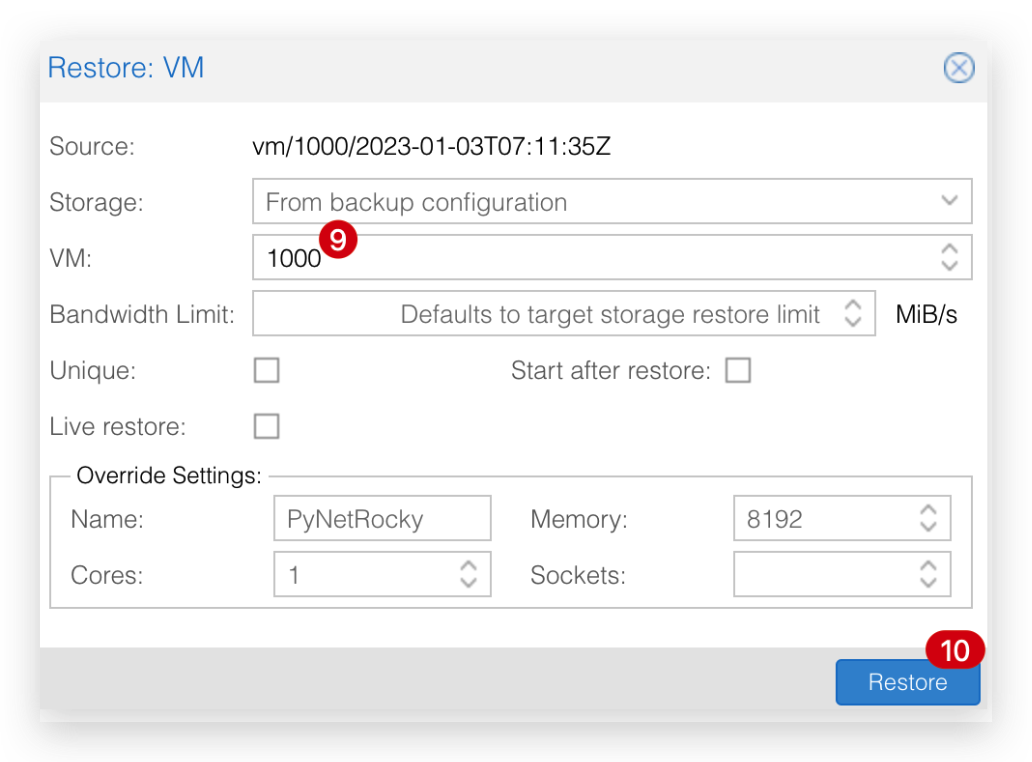 Restore: VM
Source: vm/1000/2023-01-03T07:11:35Z
Storage: From backup configuration
9
VM: 1000
Bandwidth Limit: Defaults to target storage restore limit MiB/s
Unique: Start after restore:
Live restore:
Override Settings:
Name: PyNetRocky Memory: 8192
Cores: 1 Sockets:
10
Restore